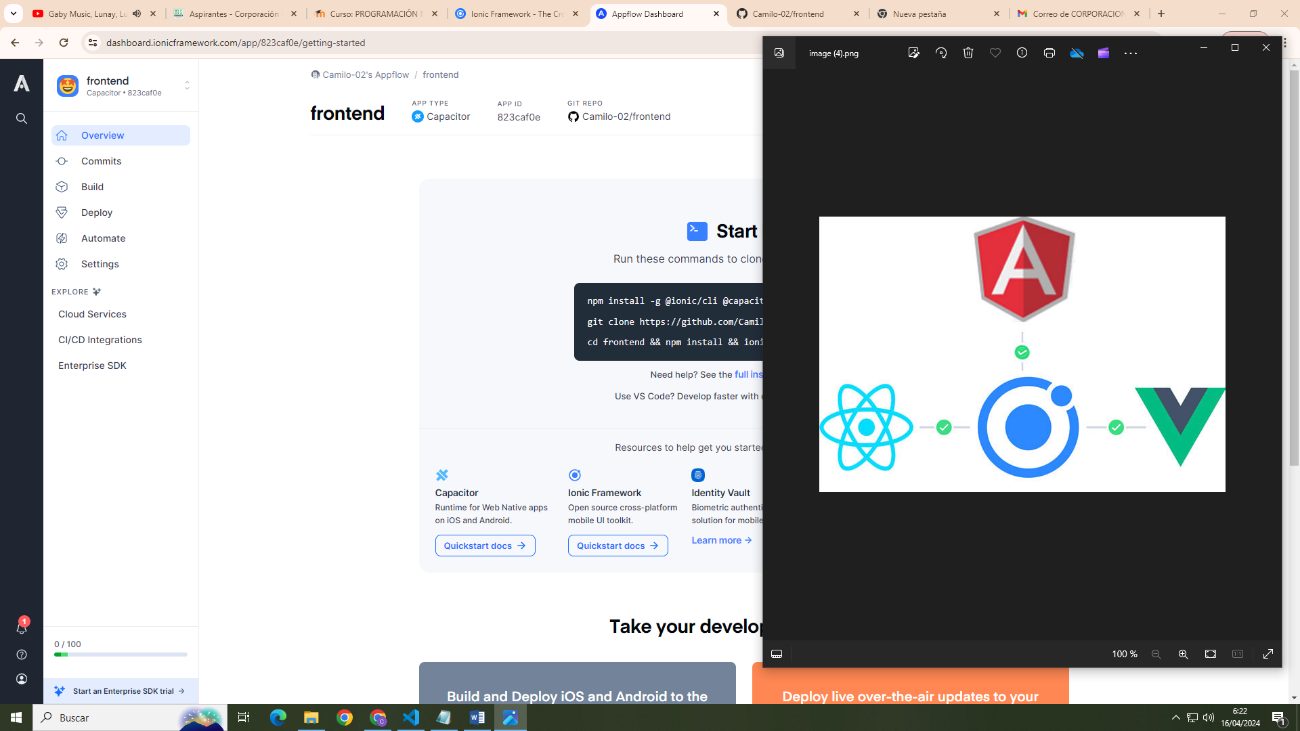 Gaby Music, Lunay, Lu
Aspirantes - Corporación
Curso: PROGRAMACIÓN
Ionic Framework - The Cro
Appflow Dashboard
Camilo-02/frontend
Nueva pestaña
Correo de CORPORACION
dashboard.ionicframework.com/app/823caf0e/getting-started
frontend
Capacitor • 823caf0e
Overview
Commits
Build
Deploy
Automate
Settings
EXPLORE
Cloud Services
CI/CD Integrations
Enterprise SDK
1
0 / 100
Start an Enterprise SDK trial
Camilo-02's Appflow / frontend
frontend
APP TYPE
Capacitor
APP ID
823caf0e
GIT REPO
Camilo-02/frontend
Start
Run these commands to clon
npm install -g @ionic/cli @capacit
git clone https://github.com/Camil
cd frontend && npm install && ioni
Need help? See the full ins
Use VS Code? Develop faster with
Resources to help get you started
Capacitor
Runtime for Web Native apps
on iOS and Android.
Quickstart docs
Ionic Framework
Open source cross-platform
mobile UI toolkit.
Quickstart docs
Identity Vault
Biometric authenti
solution for mobile
Learn more
Take your develop
Build and Deploy iOS and Android to the
Deploy live over-the-air updates to your
image (4).png
100 %
Buscar
6:22
16/04/2024
1